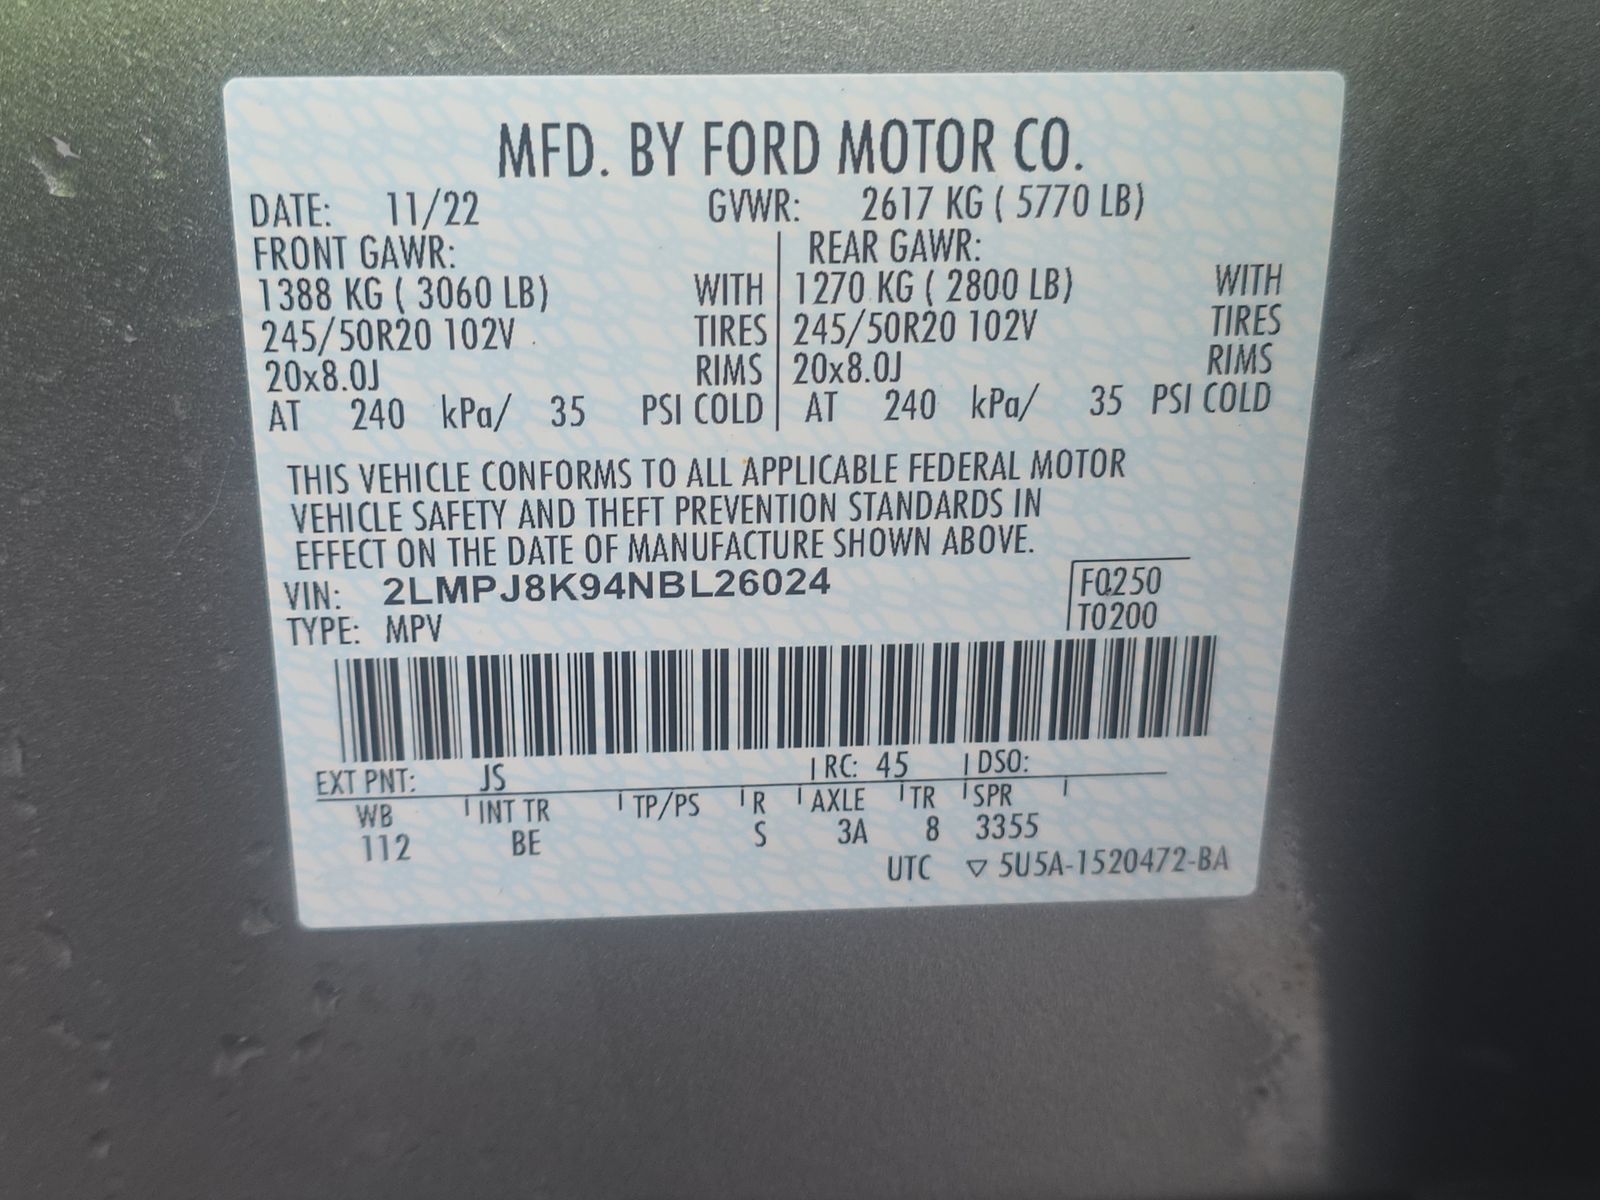 MFD. BY FORD MOTOR CO.
DATE: 11/22 GVWR: 2617 KG ( 5770 LB)
FRONT GAWR: REAR GAWR:
1388 KG ( 3060 LB) WITH 1270 KG ( 2800 LB) WITH
245/50R20 102V TIRES 245/50R20 102V TIRES
20x8.0J RIMS 20x8.0J RIMS
AT 240 kPa/ 35 PSI COLD AT 240 kPa/ 35 PSI COLD
THIS VEHICLE CONFORMS TO ALL APPLICABLE FEDERAL MOTOR
VEHICLE SAFETY AND THEFT PREVENTION STANDARDS IN
EFFECT ON THE DATE OF MANUFACTURE SHOWN ABOVE.
VIN: 2LMPJ8K94NBL26024 F0250
TYPE: MPV T0200
EXT PNT: JS RC: 45 DSO:
WB INT TR TP/PS R AXLE TR SPR
112 BE S 3A 8 3355
UTC ▽ 5U5A-1520472-BA